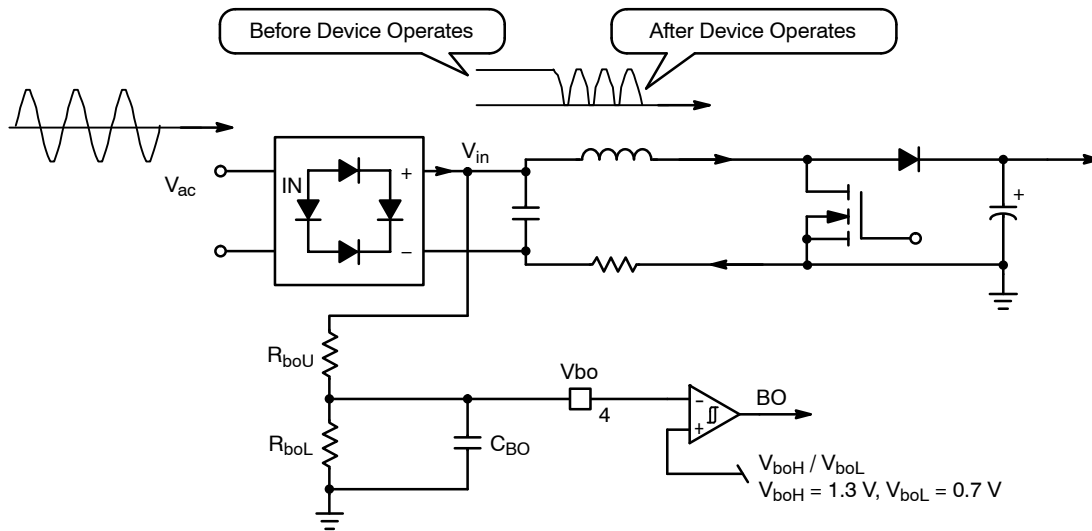 Before Device Operates
After Device Operates
V_ac
IN
+
−
V_in
+
R_boU
R_boL
C_BO
Vbo
4
−
+
BO
V_boH / V_boL
V_boH = 1.3 V, V_boL = 0.7 V